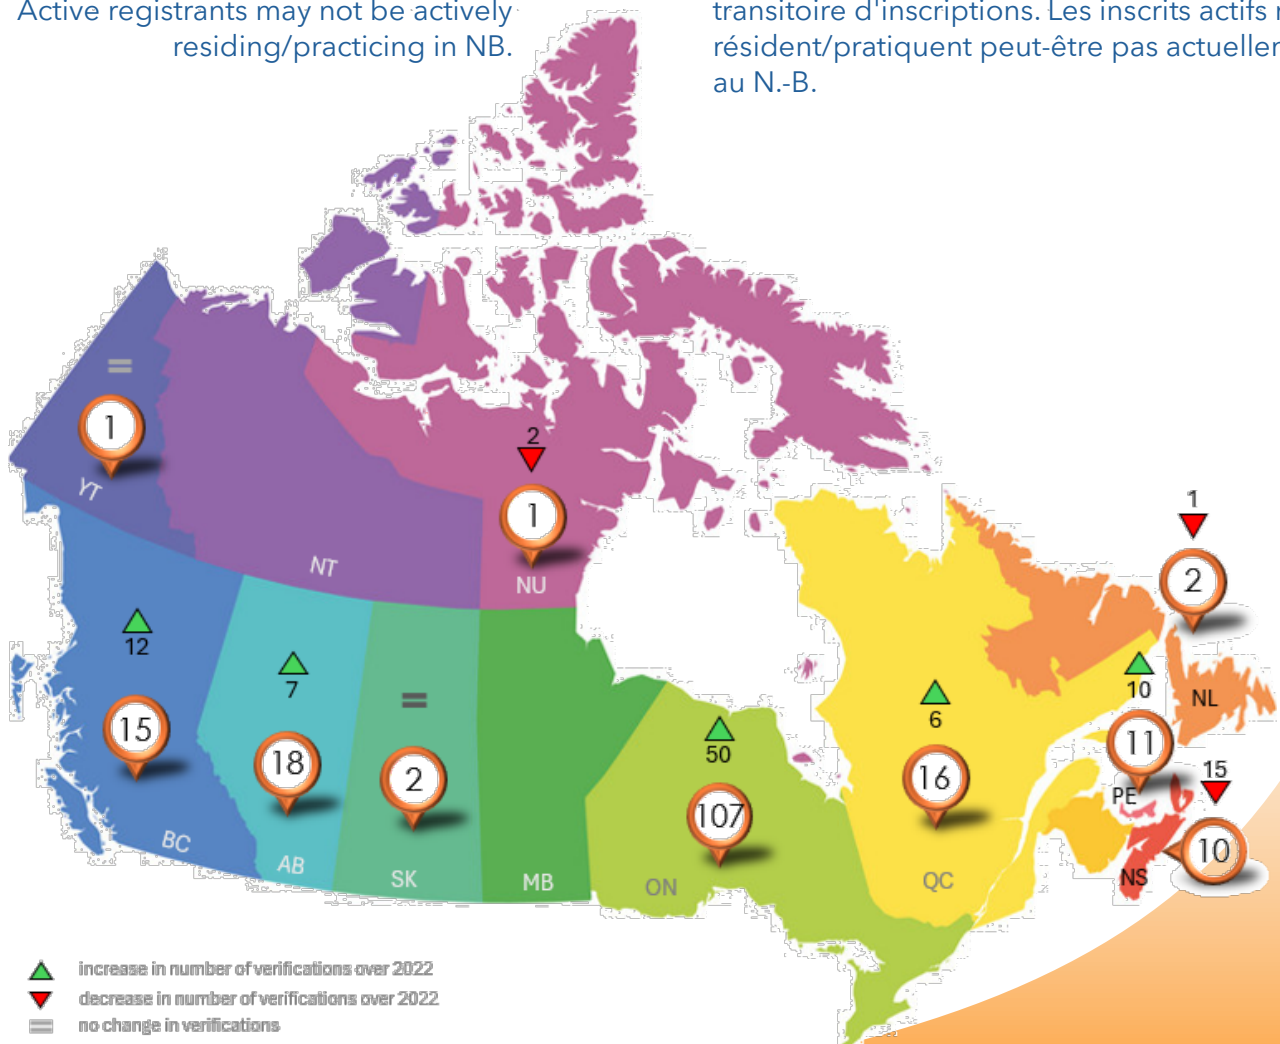 Active registrants may not be actively
residing/practicing in NB.
transitoire d'inscriptions. Les inscrits actifs
résident/pratiquent peut-être pas
au N.-B.
=
1
YT
NT
2
1
NU
1
2
12
15
BC
7
18
AB
=
2
SK
MB
50
107
ON
6
16
QC
10
11
PE
NL
15
10
NS
increase in number of verifications over 2022
decrease in number of verifications over 2022
= no change in verifications